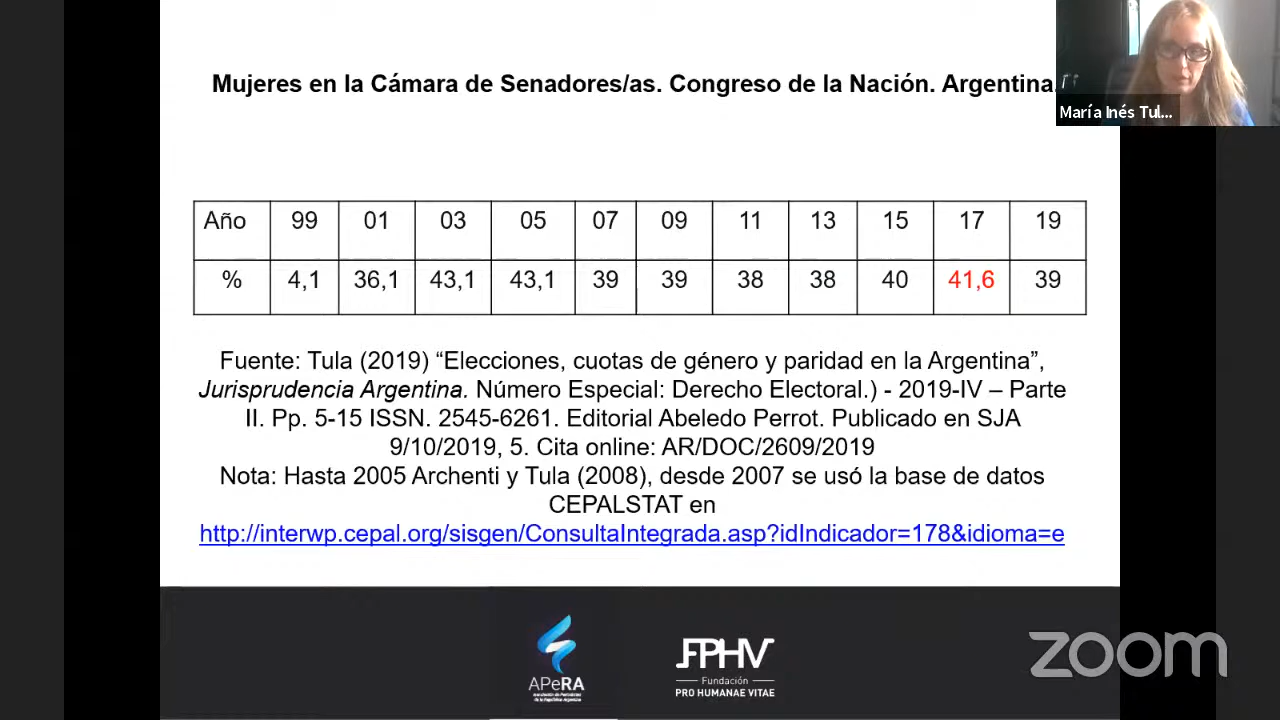 Mujeres en la Cámara de Senadores/as. Congreso de la Nación. Argentina.
María Inés Tul...
Año 99 01 03 05 07 09 11 13 15 17 19
% 4,1 36,1 43,1 43,1 39 39 38 38 40 41,6 39
Fuente: Tula (2019) “Elecciones, cuotas de género y paridad en la Argentina”,
Jurisprudencia Argentina. Número Especial: Derecho Electoral.) - 2019-IV – Parte
II. Pp. 5-15 ISSN. 2545-6261. Editorial Abeledo Perrot. Publicado en SJA
9/10/2019, 5. Cita online: AR/DOC/2609/2019
Nota: Hasta 2005 Archenti y Tula (2008), desde 2007 se usó la base de datos
CEPALSTAT en
http://interwp.cepal.org/sisgen/ConsultaIntegrada.asp?idIndicador=178&idioma=e
APeRA
de la República Argentina
FPHV
Fundación
PRO HUMANAE VITAE
zoom